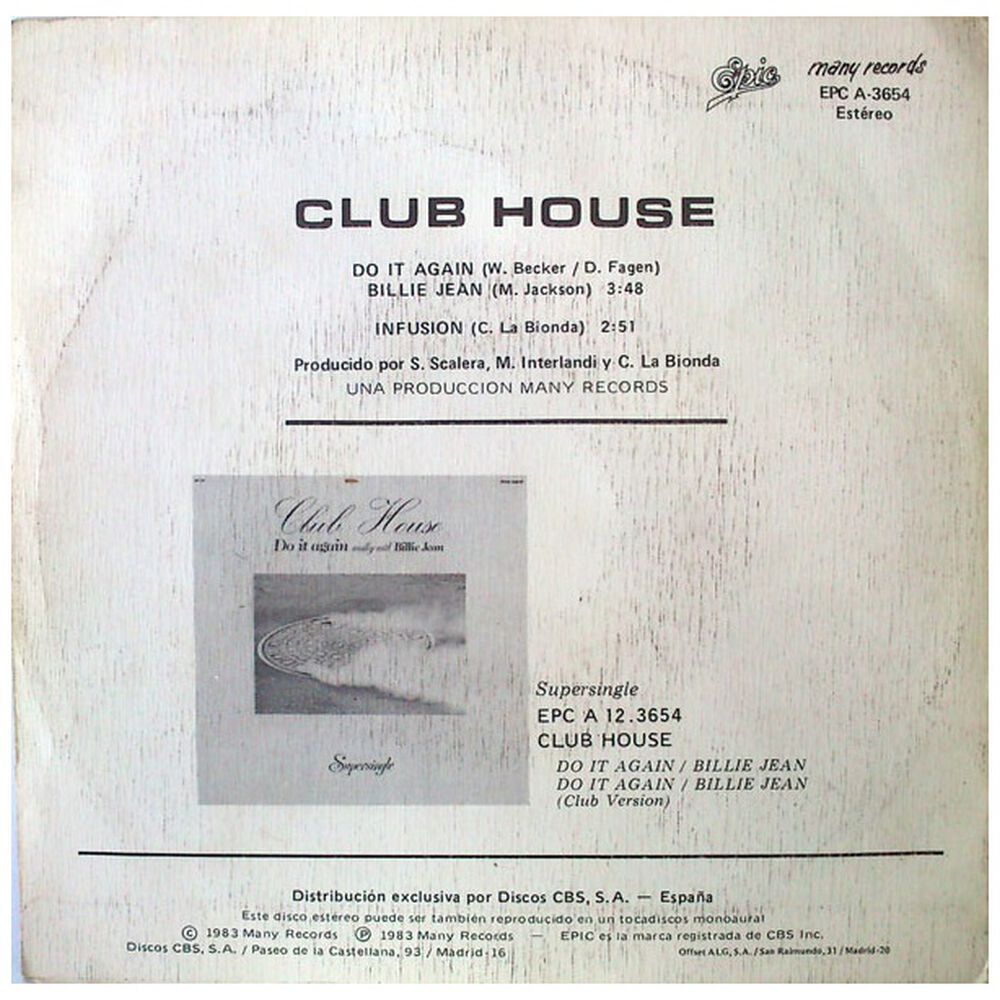 Epic
many records
EPC A-3654
Estéreo
CLUB HOUSE
DO IT AGAIN (W. Becker / D. Fagen)
BILLIE JEAN (M. Jackson) 3:48
INFUSION (C. La Bionda) 2:51
Producido por S. Scalera, M. Interlandi y C. La Bionda
UNA PRODUCCION MANY RECORDS
Club House
Do it again medley with Billie Jean
Supersingle
Supersingle
EPC A 12.3654
CLUB HOUSE
DO IT AGAIN / BILLIE JEAN
DO IT AGAIN / BILLIE JEAN
(Club Version)
Distribución exclusiva por Discos CBS, S.A. — España
Este disco estéreo puede ser también reproducido en un tocadiscos monoaural
© 1983 Many Records ℗ 1983 Many Records — EPIC es la marca registrada de CBS Inc.
Discos CBS, S.A. / Paseo de la Castellana, 93 / Madrid-16
Offset ALG, S.A. / San Raimundo, 31 / Madrid-20